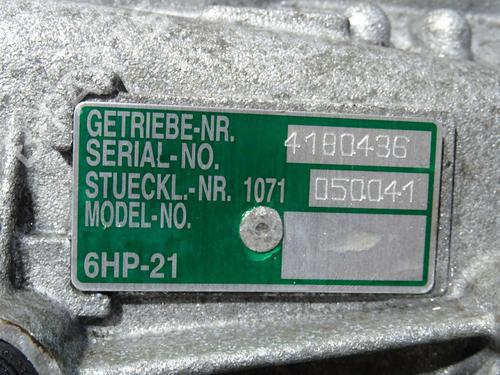 GETRIEBE-NR.
SERIAL-NO. 4180436
STUECKL.-NR. 1071 050041
MODEL-NO.
6HP-21